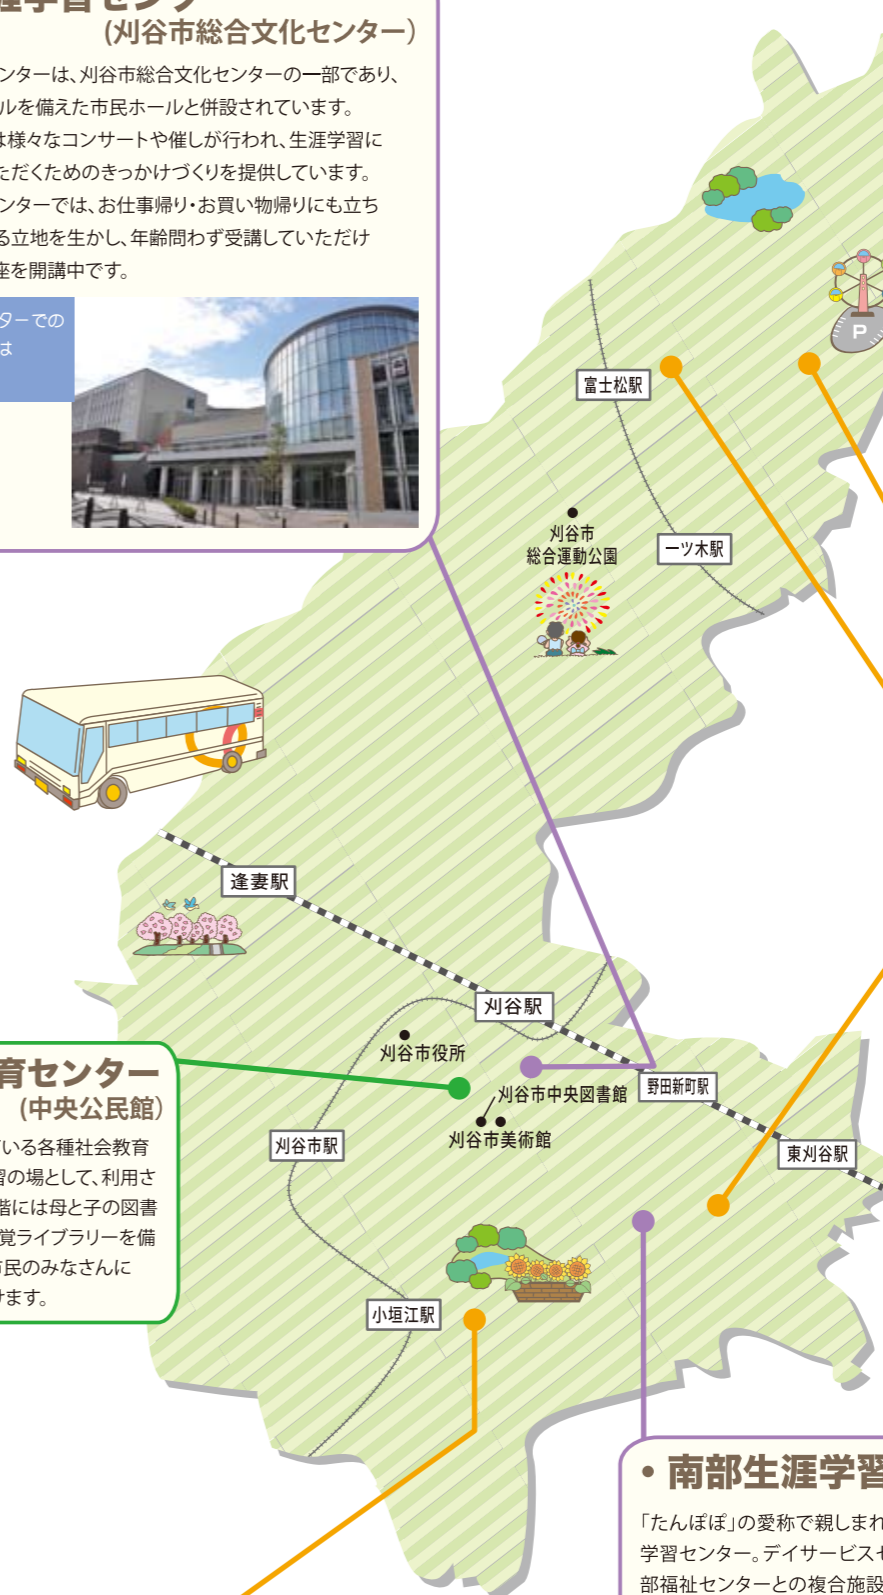 涯学習センター
(刈谷市総合文化センター)
ンターは、刈谷市総合文化センターの一部であり、
ルを備えた市民ホールと併設されています。
は様々なコンサートや催しが行われ、生涯学習に
ただくためのきっかけづくりを提供しています。
ンターでは、お仕事帰り・お買い物帰りにも立ち
る立地を生かし、年齢問わず受講していただけ
座を開講中です。
ターでの
は
P
富士松駅
刈谷市
総合運動公園
一ツ木駅
逢妻駅
刈谷駅
刈谷市役所
刈谷市中央図書館
野田新町駅
刈谷市美術館
刈谷市駅
東刈谷駅
小垣江駅
育センター
(中央公民館)
いる各種社会教育
習の場として、利用さ
階には母と子の図書
覚ライブラリーを備
市民のみなさんに
けます。
• 南部生涯学習
「たんぽぽ」の愛称で親しまれ
学習センター。デイサービスセ
部福祉センターとの複合施設